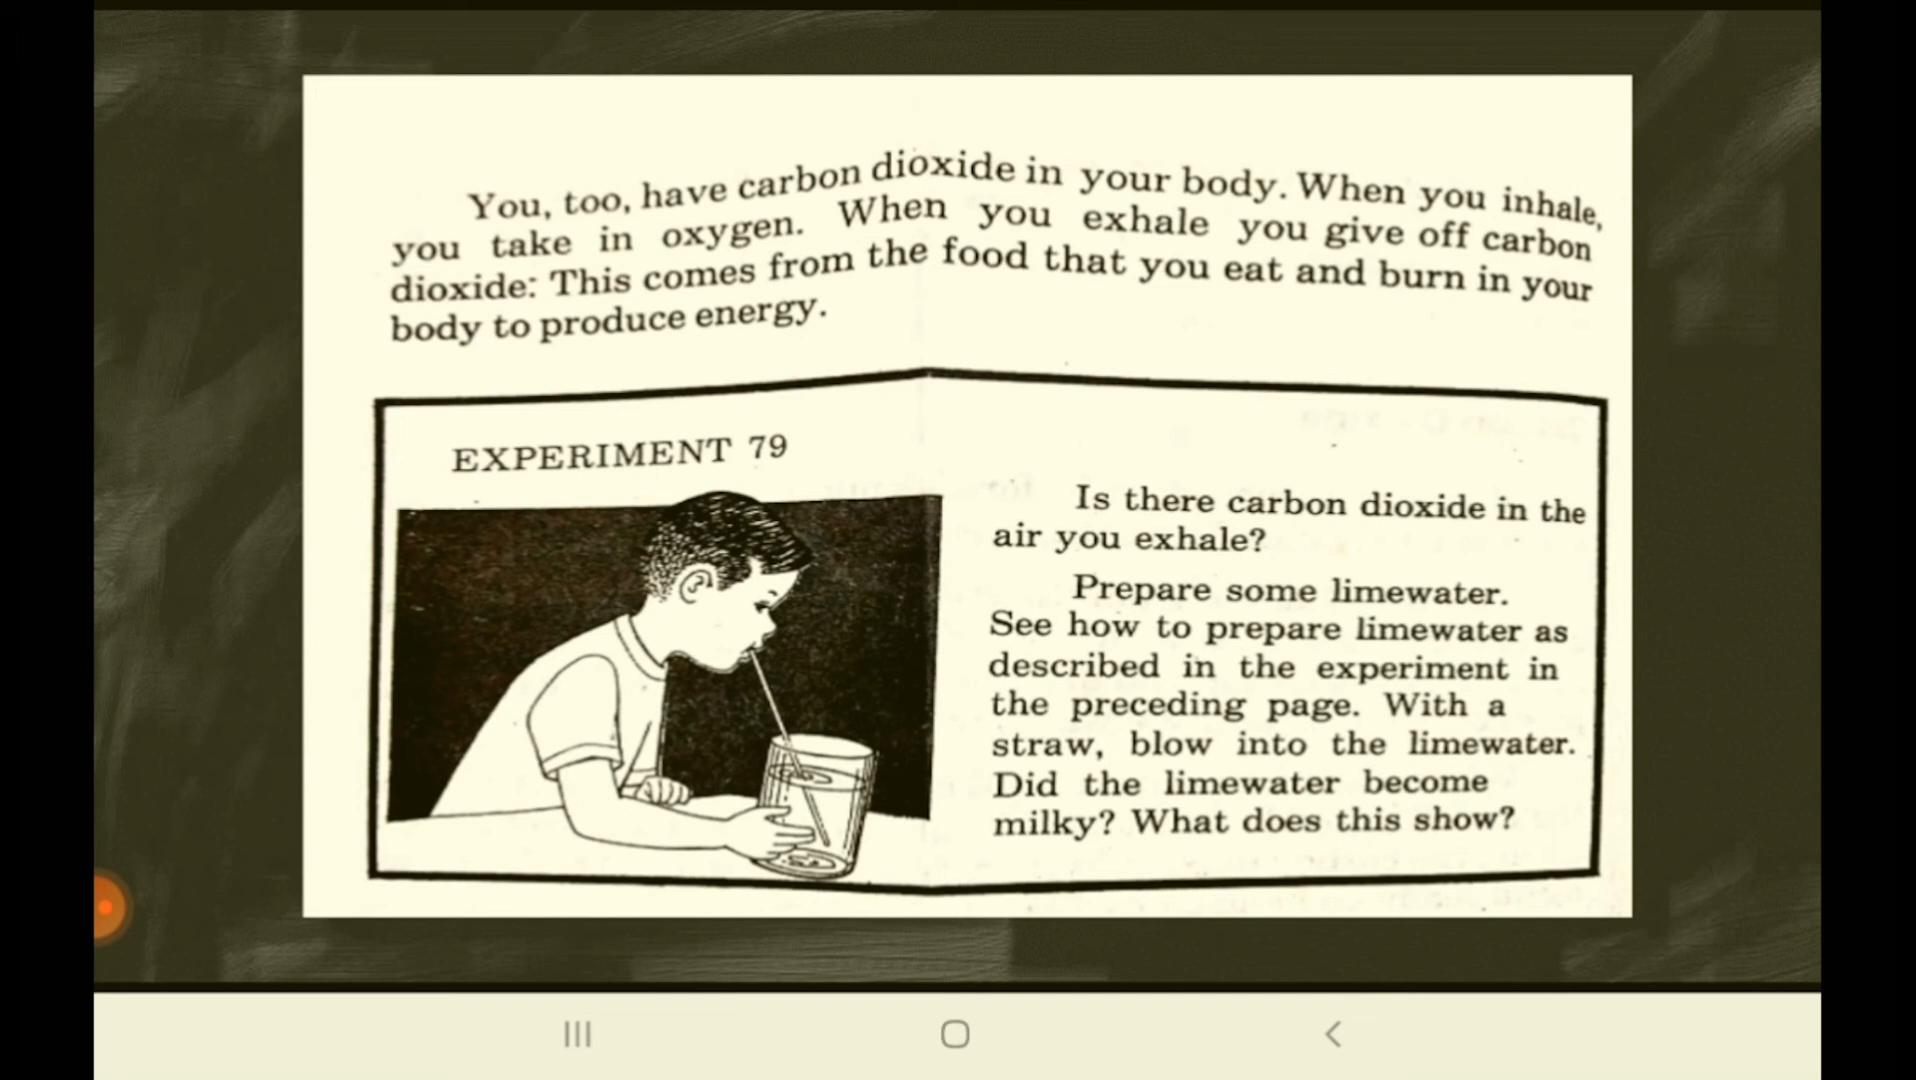 You, too, have carbon dioxide in your body. When you inhale,
you take in oxygen. When you exhale you give off carbon
dioxide: This comes from the food that you eat and burn in your
body to produce energy.
EXPERIMENT 79
Is there carbon dioxide in the
air you exhale?
Prepare some limewater.
See how to prepare limewater as
described in the experiment in
the preceding page. With a
straw, blow into the limewater.
Did the limewater become
milky? What does this show?